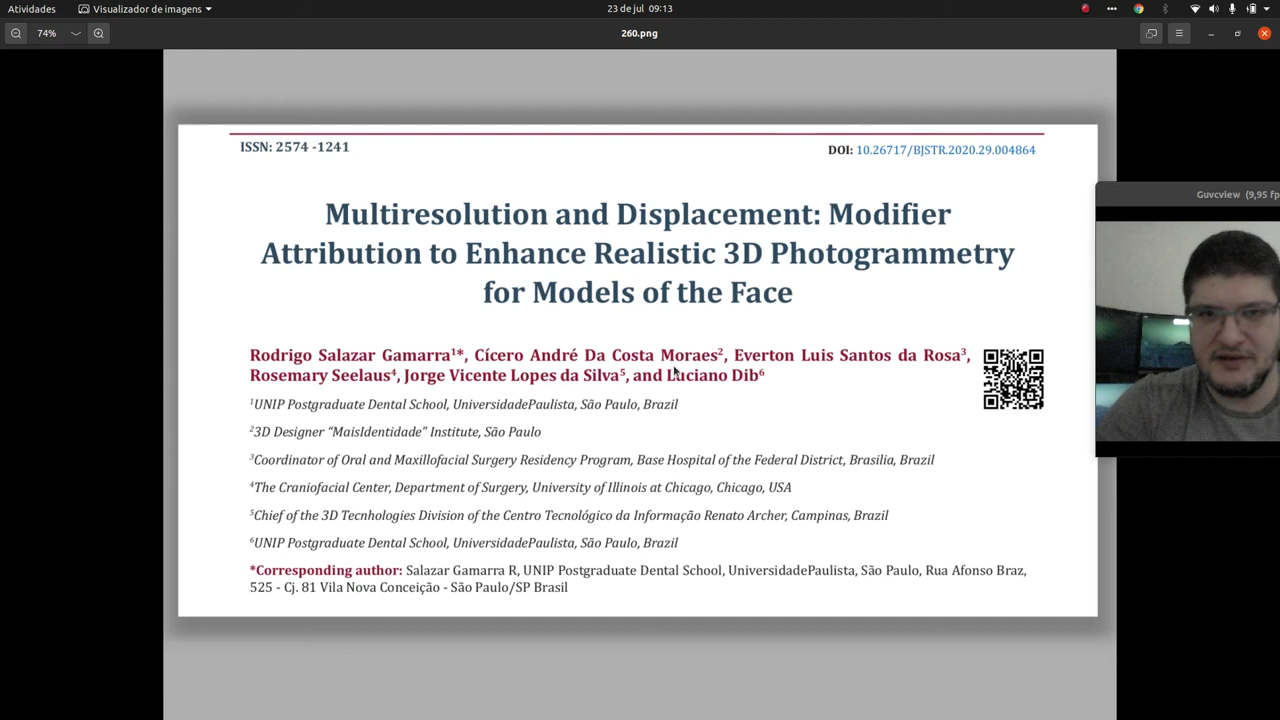 Atividades Visualizador de imagens 23 de jul 09:13
74% 260.png
ISSN: 2574 -1241 DOI: 10.26717/BJSTR.2020.29.004864
Guvcview (9,95 fp
Multiresolution and Displacement: Modifier
Attribution to Enhance Realistic 3D Photogrammetry
for Models of the Face
Rodrigo Salazar Gamarra¹*, Cícero André Da Costa Moraes², Everton Luis Santos da Rosa³,
Rosemary Seelaus⁴, Jorge Vicente Lopes da Silva⁵, and Luciano Dib⁶
¹UNIP Postgraduate Dental School, UniversidadePaulista, São Paulo, Brazil
²3D Designer “MaisIdentidade” Institute, São Paulo
³Coordinator of Oral and Maxillofacial Surgery Residency Program, Base Hospital of the Federal District, Brasilia, Brazil
⁴The Craniofacial Center, Department of Surgery, University of Illinois at Chicago, Chicago, USA
⁵Chief of the 3D Tecnhologies Division of the Centro Tecnológico da Informação Renato Archer, Campinas, Brazil
⁶UNIP Postgraduate Dental School, UniversidadePaulista, São Paulo, Brazil
*Corresponding author: Salazar Gamarra R, UNIP Postgraduate Dental School, UniversidadePaulista, São Paulo, Rua Afonso Braz,
525 - Cj. 81 Vila Nova Conceição - São Paulo/SP Brasil